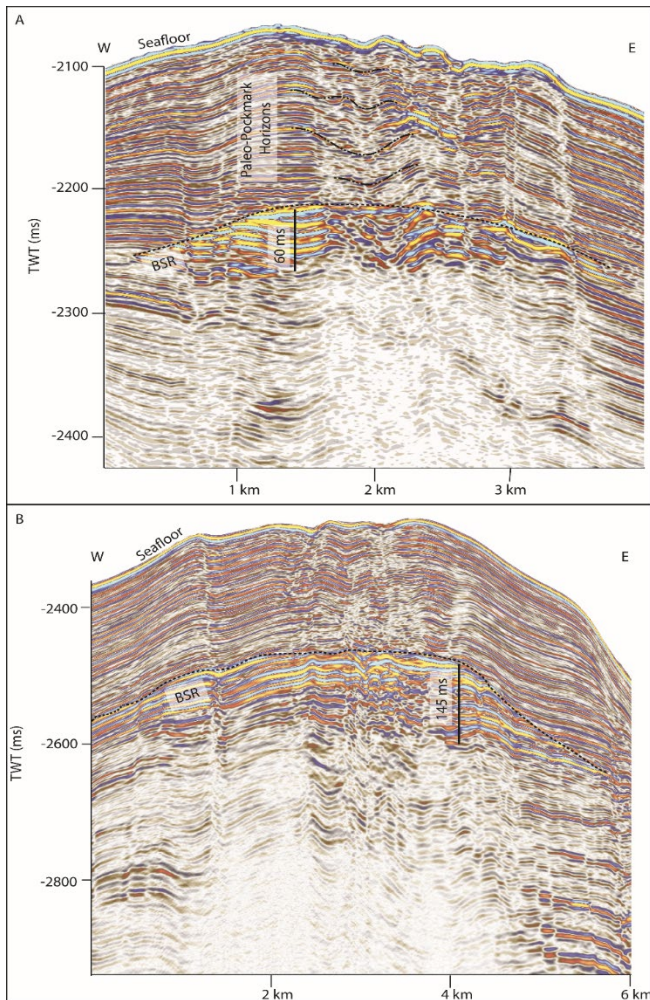 A
W
Seafloor
E
-2100
-2200
-2300
-2400
TWT (ms)
Paleo-Pockmark
Horizons
BSR
60 ms
1 km
2 km
3 km
B
W
Seafloor
E
-2400
-2600
-2800
TWT (ms)
BSR
145 ms
2 km
4 km
6 km